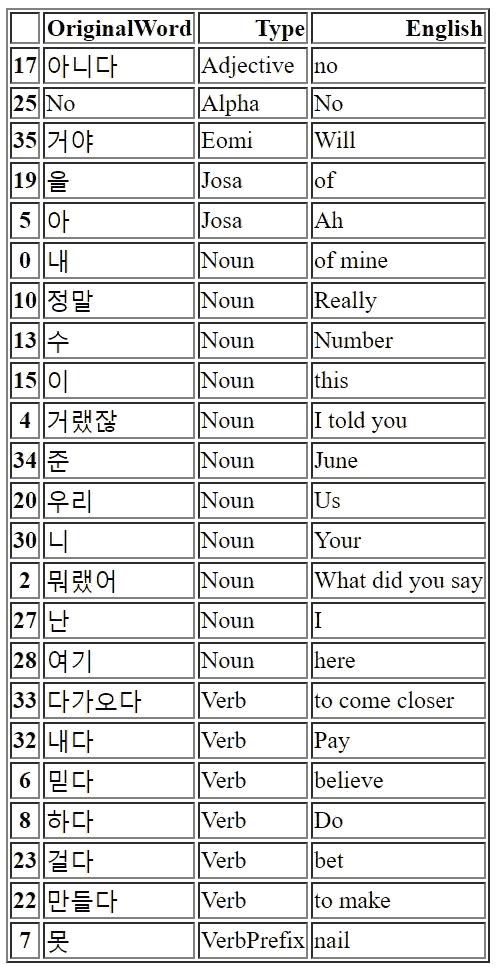 OriginalWord Type English
17 아니다 Adjective no
25 No Alpha No
35 거야 Eomi Will
19 을 Josa of
5 아 Josa Ah
0 내 Noun of mine
10 정말 Noun Really
13 수 Noun Number
15 이 Noun this
4 거랬잖 Noun I told you
34 준 Noun June
20 우리 Noun Us
30 니 Noun Your
2 뭐랬어 Noun What did you say
27 난 Noun I
28 여기 Noun here
33 다가오다 Verb to come closer
32 내다 Verb Pay
6 믿다 Verb believe
8 하다 Verb Do
23 걸다 Verb bet
22 만들다 Verb to make
7 못 VerbPrefix nail